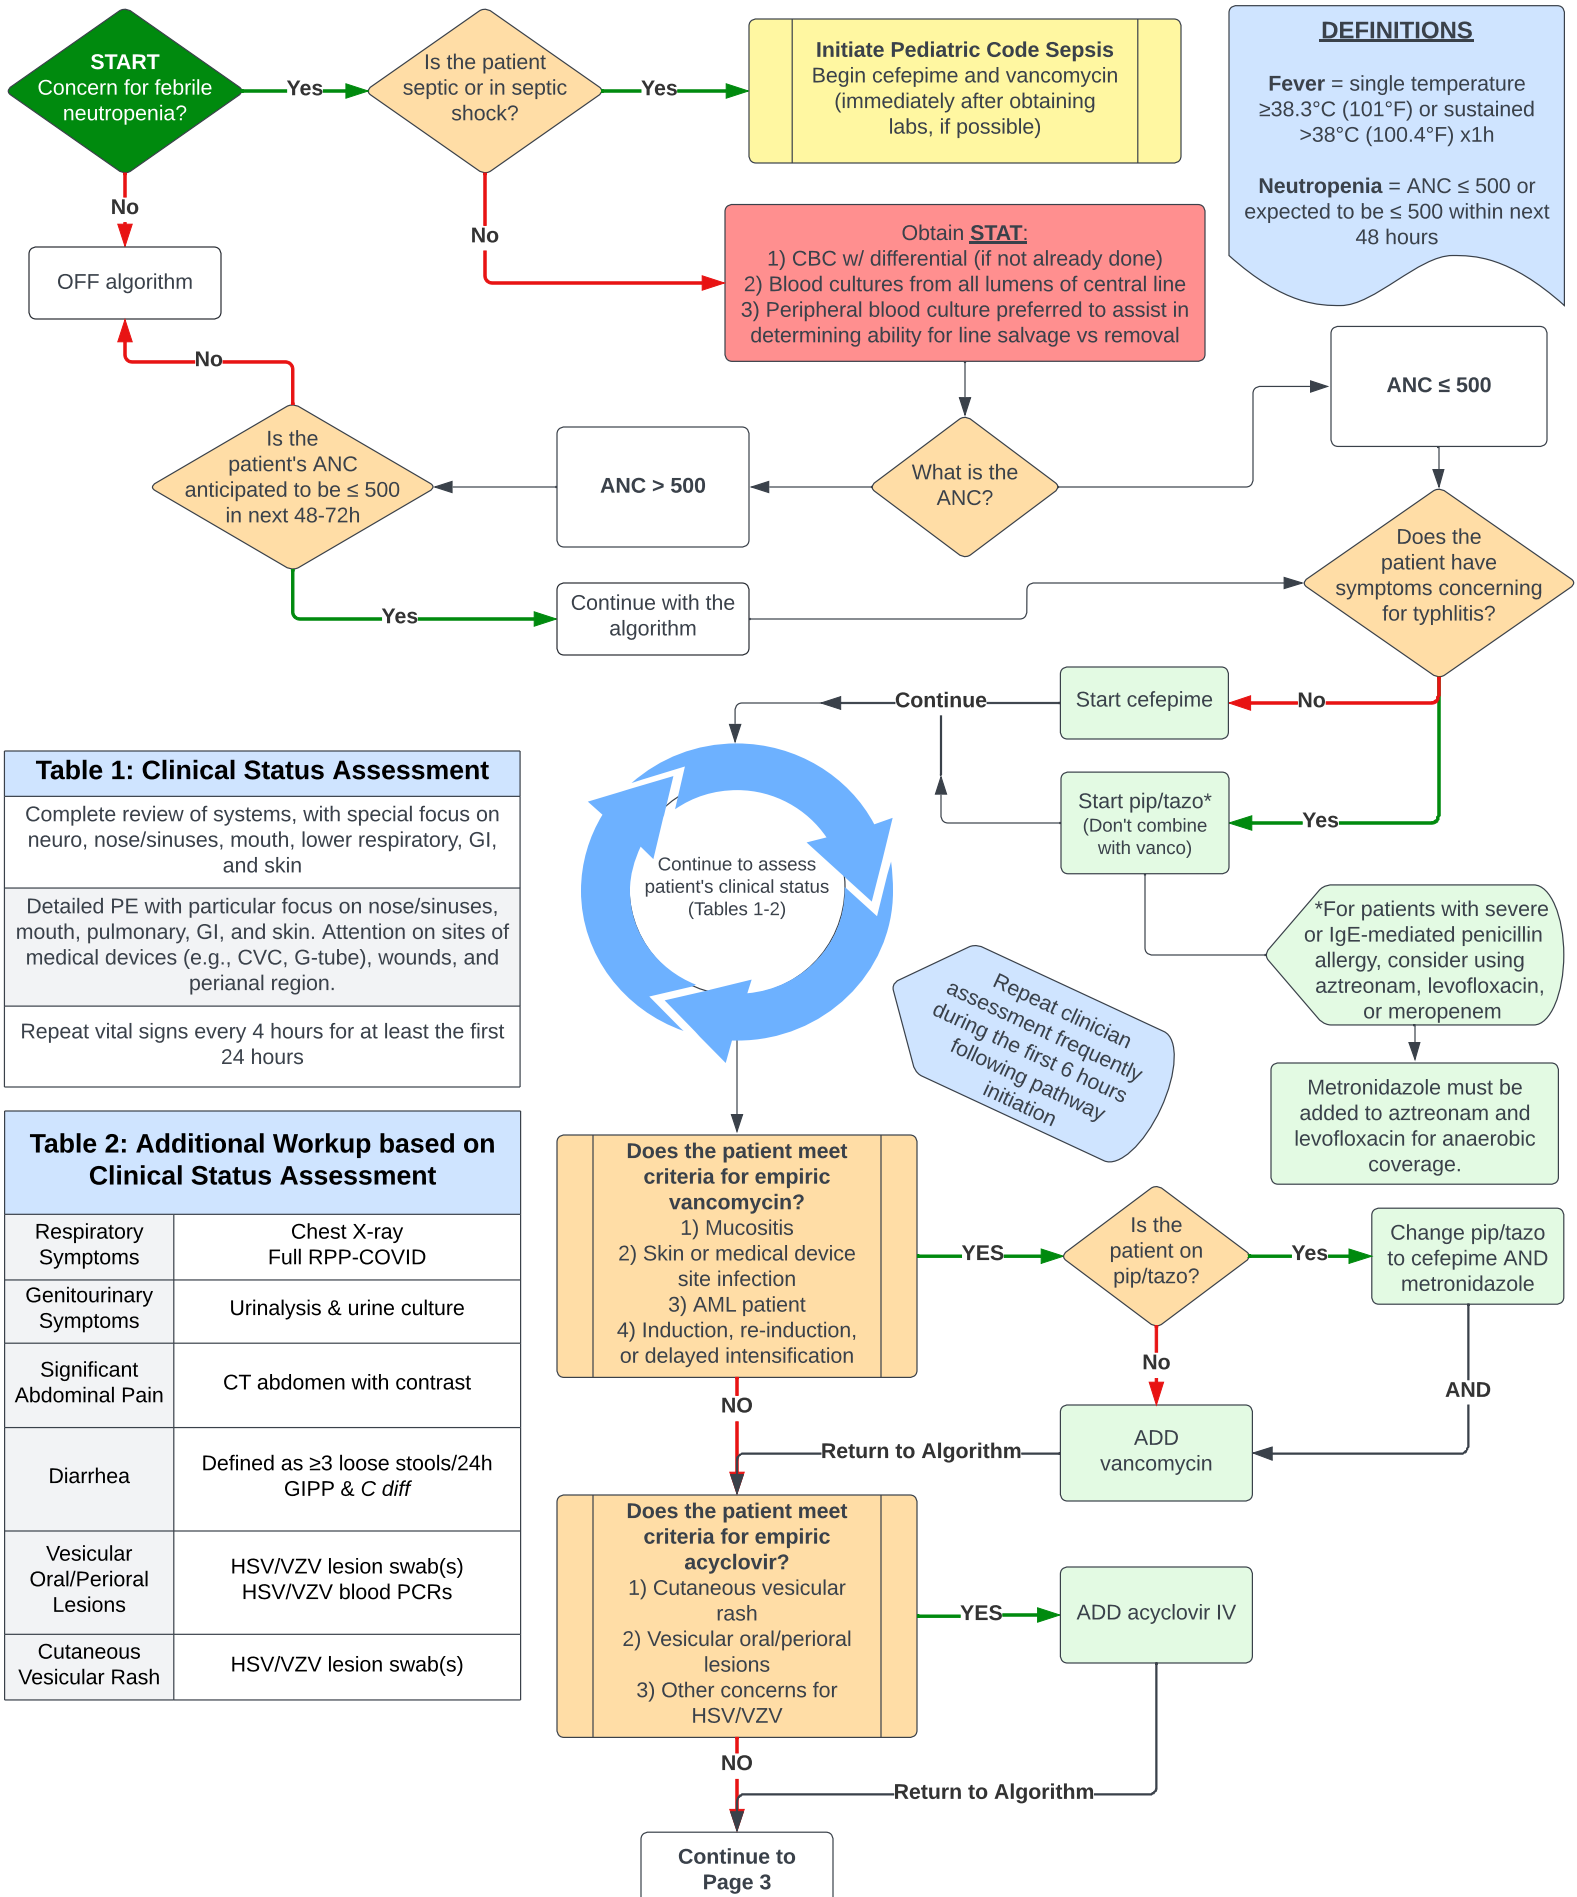 START
Concern for febrile
neutropenia?
Yes
Is the patient
septic or in septic
shock?
Yes
Initiate Pediatric Code Sepsis
Begin cefepime and vancomycin
(immediately after obtaining
labs, if possible)
DEFINITIONS
Fever = single temperature
≥38.3°C (101°F) or sustained
>38°C (100.4°F) x1h
Neutropenia = ANC ≤ 500 or
expected to be ≤ 500 within next
48 hours
No
No
OFF algorithm
Obtain STAT:
1) CBC w/ differential (if not already done)
2) Blood cultures from all lumens of central line
3) Peripheral blood culture preferred to assist in
determining ability for line salvage vs removal
No
ANC ≤ 500
Is the
patient's ANC
anticipated to be ≤ 500
in next 48-72h
ANC > 500
What is the
ANC?
Does the
patient have
symptoms concerning
for typhlitis?
Yes
Continue with the
algorithm
Continue
Start cefepime
No
Start pip/tazo*
(Don't combine
with vanco)
Yes
Table 1: Clinical Status Assessment
Complete review of systems, with special focus on
neuro, nose/sinuses, mouth, lower respiratory, GI,
and skin
Detailed PE with particular focus on nose/sinuses,
mouth, pulmonary, GI, and skin. Attention on sites of
medical devices (e.g., CVC, G-tube), wounds, and
perianal region.
Repeat vital signs every 4 hours for at least the first
24 hours
Continue to assess
patient's clinical status
(Tables 1-2)
*For patients with severe
or IgE-mediated penicillin
allergy, consider using
aztreonam, levofloxacin,
or meropenem
Repeat clinician
assessment frequently
during the first 6 hours
following pathway
initiation
Metronidazole must be
added to aztreonam and
levofloxacin for anaerobic
coverage.
Table 2: Additional Workup based on
Clinical Status Assessment
Respiratory
Symptoms
Chest X-ray
Full RPP-COVID
Genitourinary
Symptoms
Urinalysis & urine culture
Significant
Abdominal Pain
CT abdomen with contrast
Diarrhea
Defined as ≥3 loose stools/24h
GIPP & C diff
Vesicular
Oral/Perioral
Lesions
HSV/VZV lesion swab(s)
HSV/VZV blood PCRs
Cutaneous
Vesicular Rash
HSV/VZV lesion swab(s)
Does the patient meet
criteria for empiric
vancomycin?
1) Mucositis
2) Skin or medical device
site infection
3) AML patient
4) Induction, re-induction,
or delayed intensification
YES
Is the
patient on
pip/tazo?
Yes
Change pip/tazo
to cefepime AND
metronidazole
No
AND
NO
Return to Algorithm
ADD
vancomycin
Does the patient meet
criteria for empiric
acyclovir?
1) Cutaneous vesicular
rash
2) Vesicular oral/perioral
lesions
3) Other concerns for
HSV/VZV
YES
ADD acyclovir IV
NO
Return to Algorithm
Continue to
Page 3